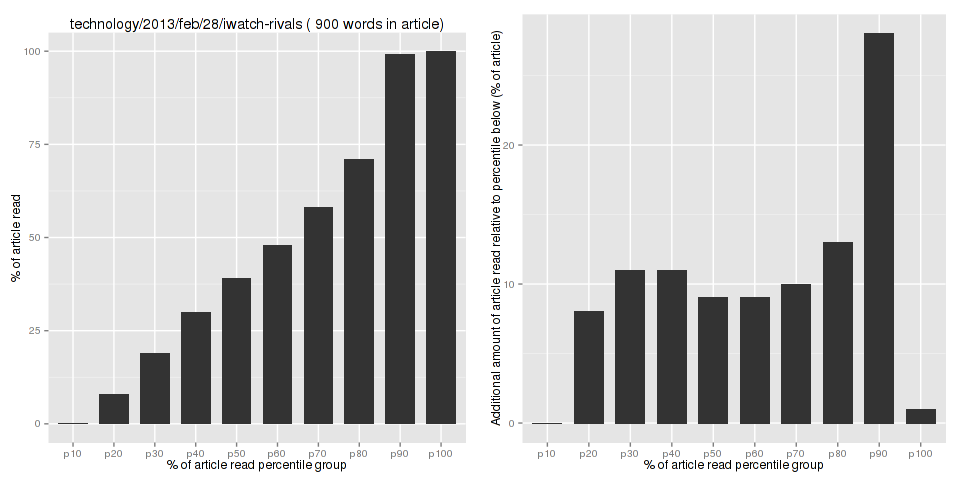 technology/2013/feb/28/iwatch-rivals ( 900 words in article)
% of article read
100
75
50
25
0
p10 p20 p30 p40 p50 p60 p70 p80 p90 p100
% of article read percentile group
Additional amount of article read relative to percentile below (% of article)
20
10
0
p10 p20 p30 p40 p50 p60 p70 p80 p90 p100
% of article read percentile group